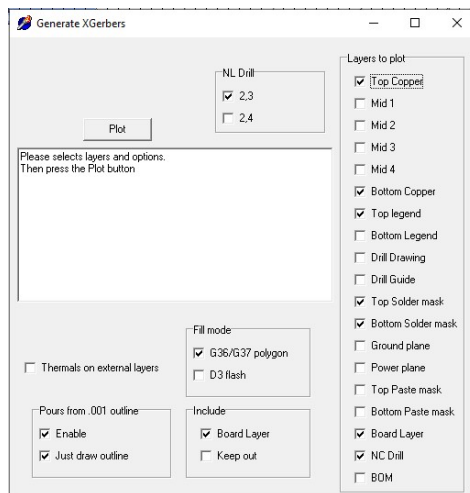 Generate XGerbers
NL Drill
2,3
2,4
Plot
Please selects layers and options.
Then press the Plot button
Thermals on external layers
Fill mode
G36/G37 polygon
D3 flash
Pours from .001 outline
Enable
Just draw outline
Include
Board Layer
Keep out
Layers to plot
Top Copper
Mid 1
Mid 2
Mid 3
Mid 4
Bottom Copper
Top legend
Bottom Legend
Drill Drawing
Drill Guide
Top Solder mask
Bottom Solder mask
Ground plane
Power plane
Top Paste mask
Bottom Paste mask
Board Layer
NC Drill
BOM